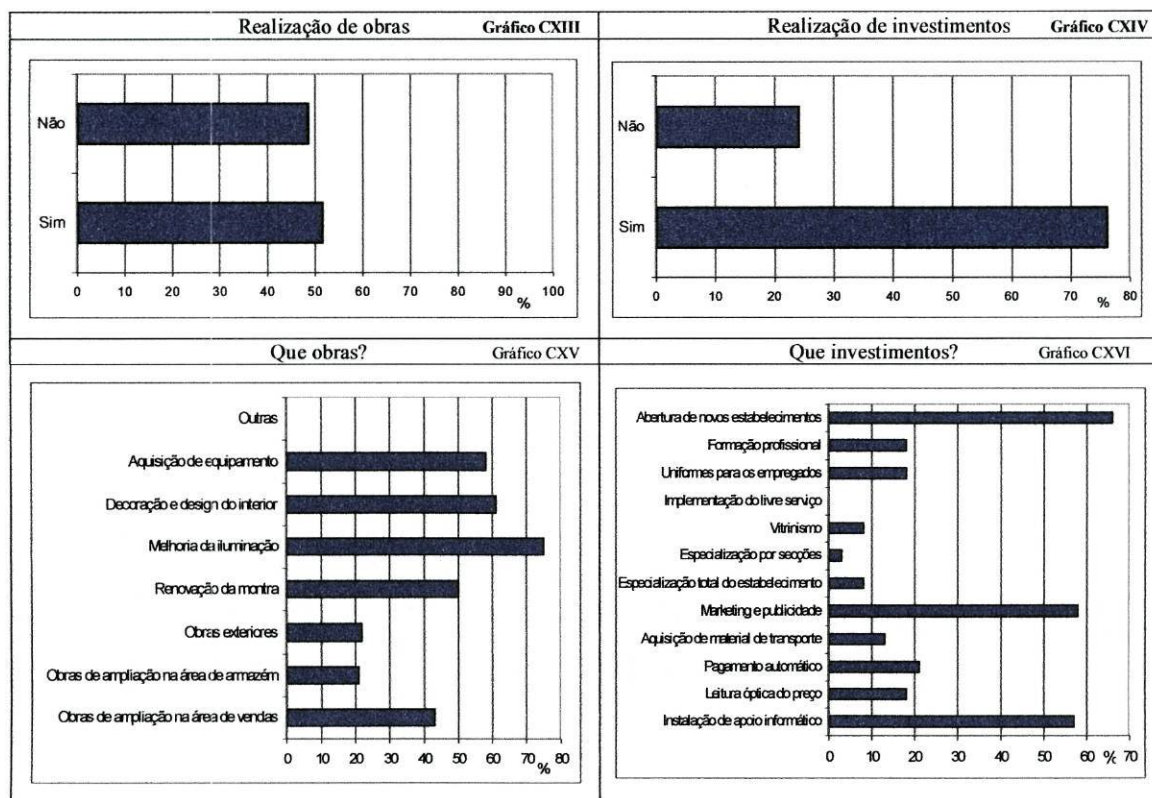 Realização de obras Gráfico CXIII
Não
Sim
0 10 20 30 40 50 60 70 80 90 100
%
Realização de investimentos Gráfico CXIV
Não
Sim
0 10 20 30 40 50 60 70 80
%
Que obras? Gráfico CXV
Outras
Aquisição de equipamento
Decoração e design do interior
Melhoria da iluminação
Renovação da montra
Obras exteriores
Obras de ampliação na área de armazém
Obras de ampliação na área de vendas
0 10 20 30 40 50 60 70 80
%
Que investimentos? Gráfico CXVI
Abertura de novos estabelecimentos
Formação profissional
Uniformes para os empregados
Implementação do livre serviço
Vitrinismo
Especialização por secções
Especialização total do estabelecimento
Marketing e publicidade
Aquisição de material de transporte
Pagamento automático
Leitura óptica do preço
Instalação de apoio informático
0 10 20 30 40 50 60 % 70